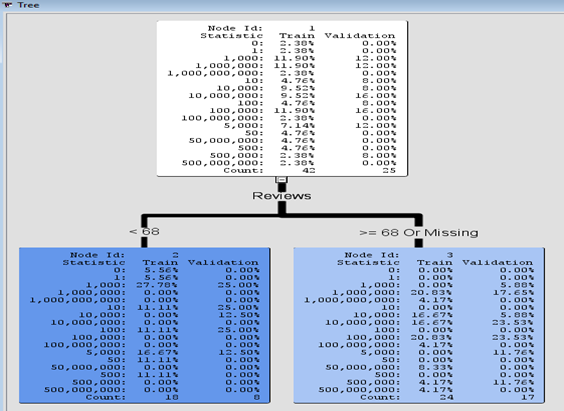 Tree
Node Id: 1
Statistic Train Validation
0: 2.38% 0.00%
1: 2.38% 0.00%
1,000: 11.90% 12.00%
1,000,000: 11.90% 12.00%
1,000,000,000: 2.38% 0.00%
10: 4.76% 8.00%
10,000: 9.52% 8.00%
10,000,000: 9.52% 16.00%
100: 4.76% 8.00%
100,000: 11.90% 16.00%
100,000,000: 2.38% 0.00%
5,000: 7.14% 12.00%
50: 4.76% 0.00%
50,000,000: 4.76% 0.00%
500: 4.76% 0.00%
500,000: 2.38% 8.00%
500,000,000: 2.38% 0.00%
Count: 42 25
Reviews
< 68
>= 68 Or Missing
Node Id: 2
Statistic Train Validation
0: 5.56% 0.00%
1: 5.56% 0.00%
1,000: 27.78% 25.00%
1,000,000: 0.00% 0.00%
1,000,000,000: 0.00% 0.00%
10: 11.11% 25.00%
10,000: 0.00% 12.50%
10,000,000: 0.00% 0.00%
100: 11.11% 25.00%
100,000: 0.00% 0.00%
100,000,000: 0.00% 0.00%
5,000: 16.67% 12.50%
50: 11.11% 0.00%
50,000,000: 0.00% 0.00%
500: 11.11% 0.00%
500,000: 0.00% 0.00%
500,000,000: 0.00% 0.00%
Count: 18 8
Node Id: 3
Statistic Train Validation
0: 0.00% 0.00%
1: 0.00% 0.00%
1,000: 0.00% 5.88%
1,000,000: 20.83% 17.65%
1,000,000,000: 4.17% 0.00%
10: 0.00% 0.00%
10,000: 16.67% 5.88%
10,000,000: 16.67% 23.53%
100: 0.00% 0.00%
100,000: 20.83% 23.53%
100,000,000: 4.17% 0.00%
5,000: 0.00% 11.76%
50: 0.00% 0.00%
50,000,000: 8.33% 0.00%
500: 0.00% 0.00%
500,000: 4.17% 11.76%
500,000,000: 4.17% 0.00%
Count: 24 17